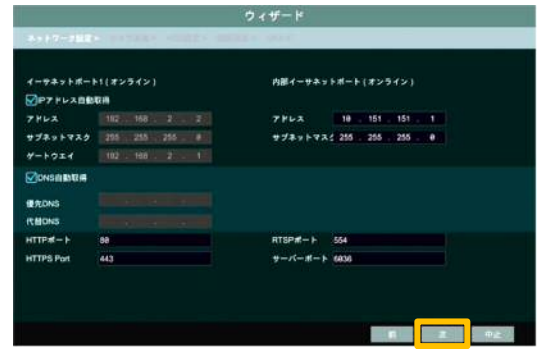 ウィザード
ネットワーク設定
イーサネットポート1(オンライン) 内部イーサネットポート(オンライン)
IPアドレス自動取得
アドレス 192 . 168 . 2 . 2 アドレス 10 . 151 . 151 . 1
サブネットマスク 255 . 255 . 255 . 0 サブネットマスク 255 . 255 . 255 . 0
ゲートウエイ 192 . 168 . 2 . 1
DNS自動取得
優先DNS
代替DNS
HTTPポート 80 RTSPポート 554
HTTPS Port 443 サーバーポート 6036
前 次 中止